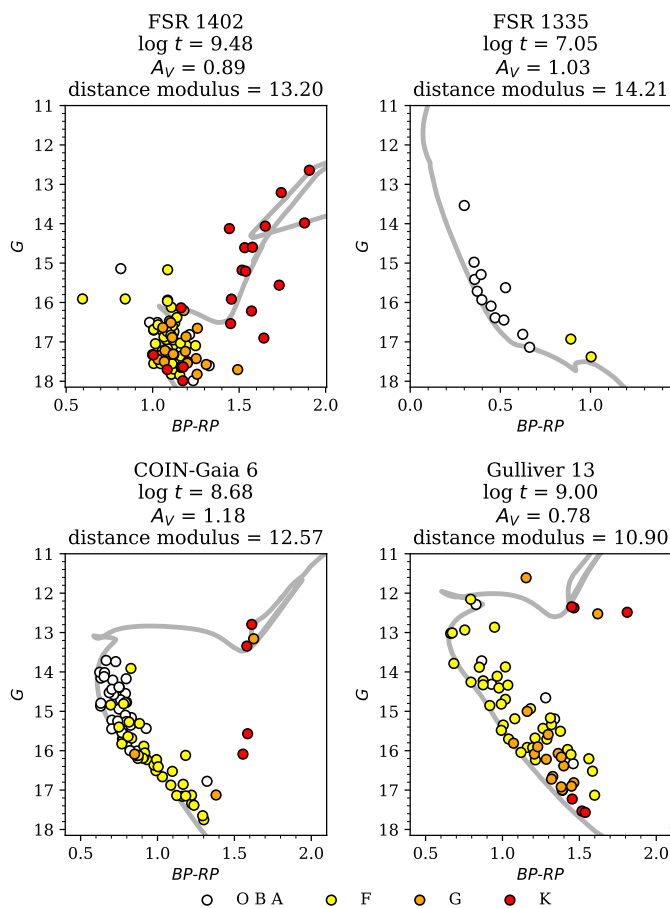 FSR 1402
log t = 9.48
A_V = 0.89
distance modulus = 13.20
11
12
13
14
15
16
17
18
G
0.5
1.0
1.5
2.0
BP-RP
FSR 1335
log t = 7.05
A_V = 1.03
distance modulus = 14.21
11
12
13
14
15
16
17
18
G
0.0
0.5
1.0
BP-RP
COIN-Gaia 6
log t = 8.68
A_V = 1.18
distance modulus = 12.57
11
12
13
14
15
16
17
18
G
0.5
1.0
1.5
2.0
BP-RP
Gulliver 13
log t = 9.00
A_V = 0.78
distance modulus = 10.90
11
12
13
14
15
16
17
18
G
0.5
1.0
1.5
2.0
BP-RP
O B A F G K